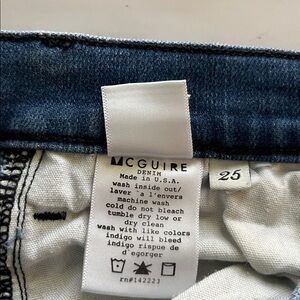 MCGUIRE
DENIM
Made in U.S.A.
wash inside out/
laver `a l'envers
machine wash
cold do not bleach
tumble dry low or
dry clean
wash with like colors
indigo will bleed
indigo rispue de
d'egorger
rn#142223
25